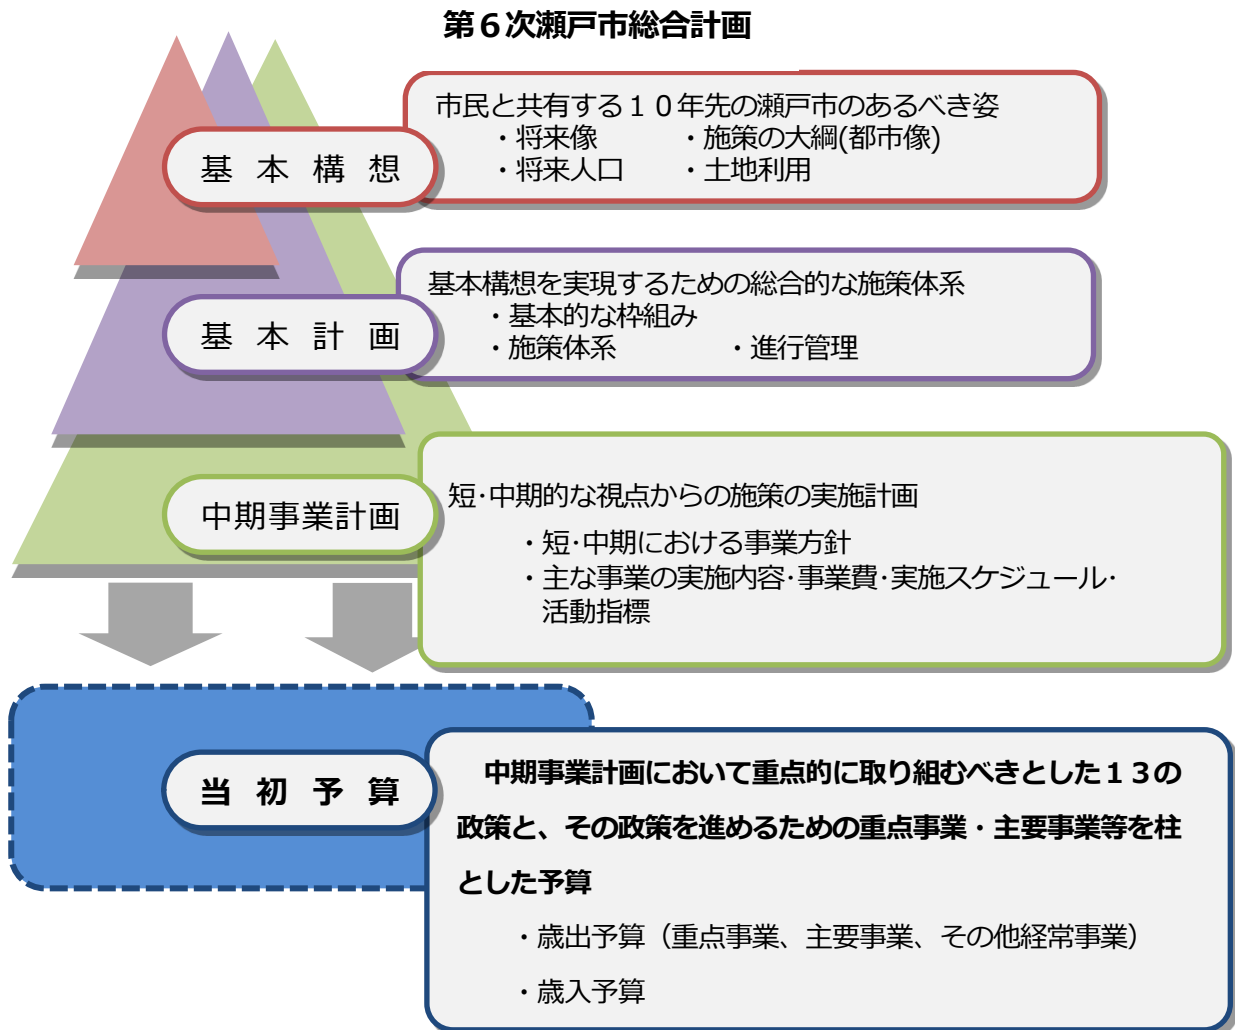 第６次瀬戸市総合計画
基本構想
市民と共有する１０年先の瀬戸市のあるべき姿
・将来像　・施策の大綱(都市像)
・将来人口　・土地利用
基本計画
基本構想を実現するための総合的な施策体系
・基本的な枠組み
・施策体系　・進行管理
中期事業計画
短･中期的な視点からの施策の実施計画
・短･中期における事業方針
・主な事業の実施内容･事業費･実施スケジュール･
活動指標
当初予算
中期事業計画において重点的に取り組むべきとした１３の
政策と、その政策を進めるための重点事業・主要事業等を柱
とした予算
・歳出予算（重点事業、主要事業、その他経常事業）
・歳入予算